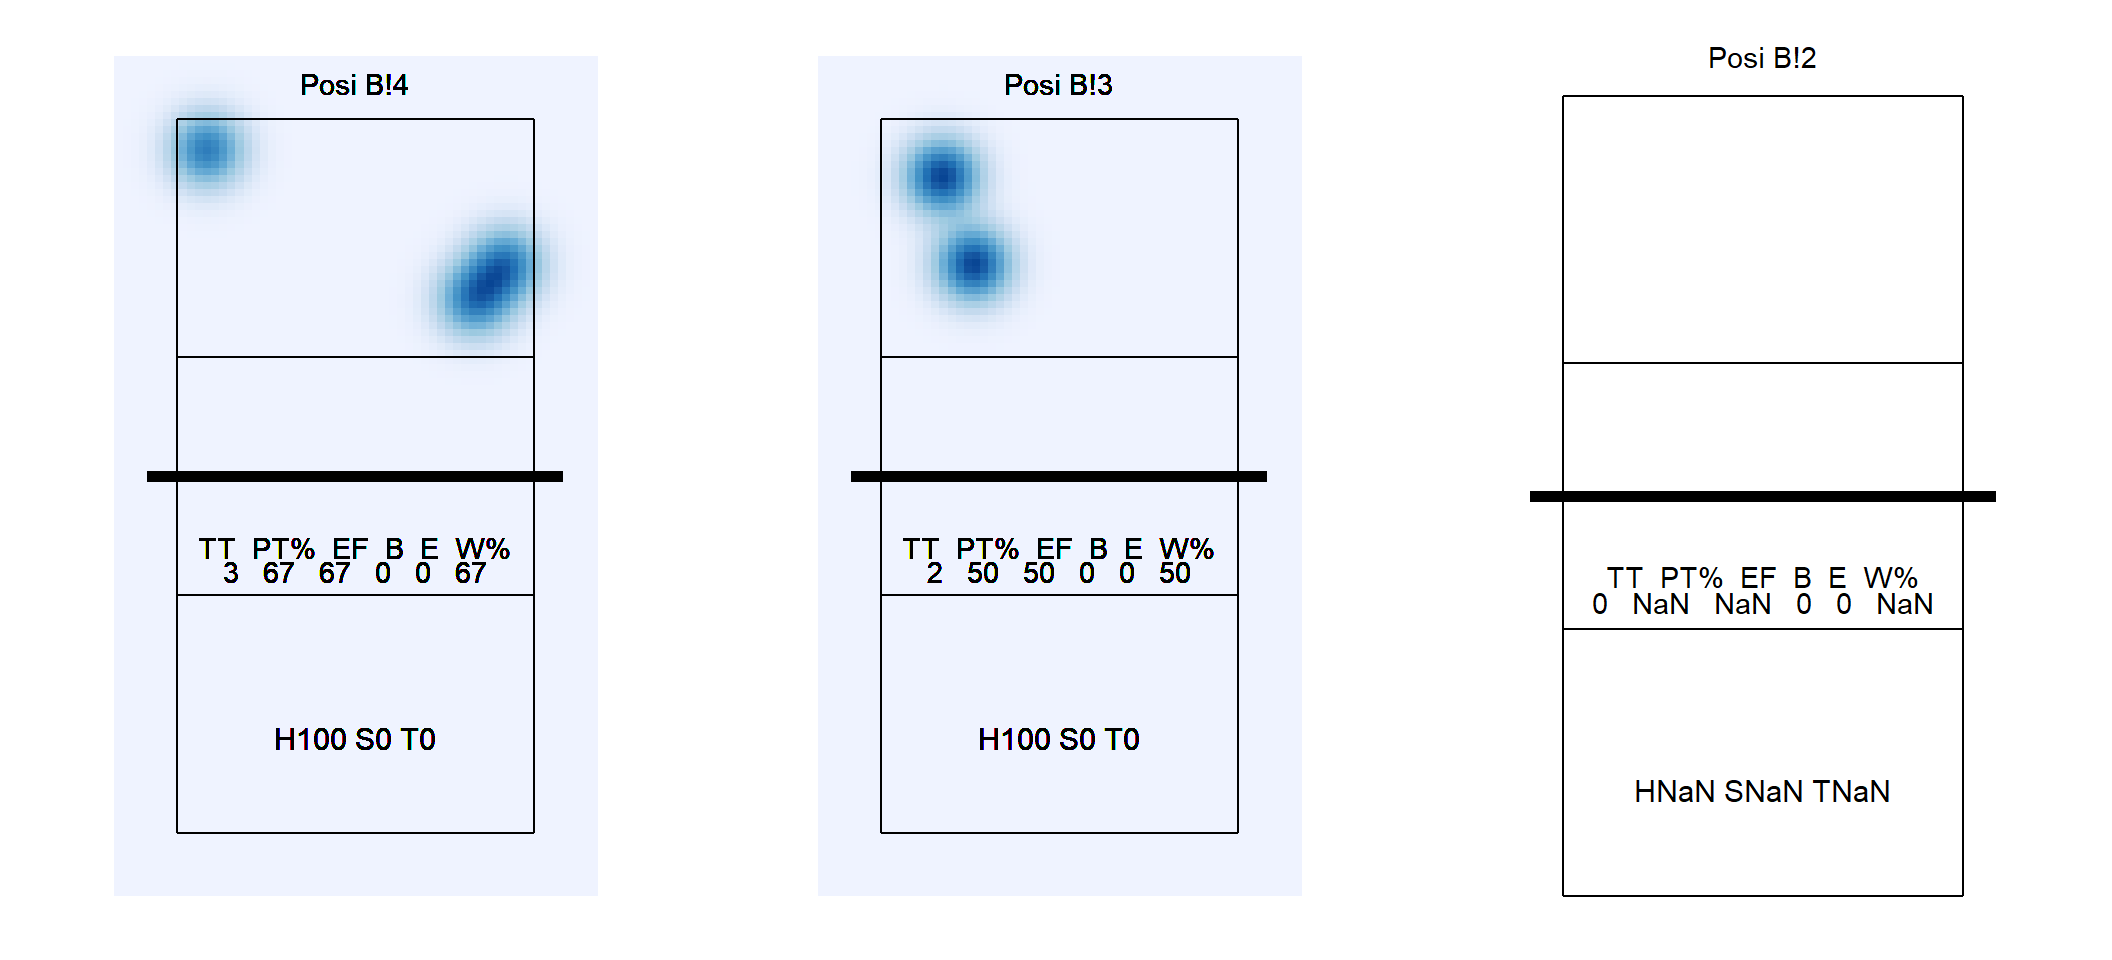 Posi B!4
TT PT% EF B E W%
3 67 67 0 0 67
H100 S0 T0
Posi B!3
TT PT% EF B E W%
2 50 50 0 0 50
H100 S0 T0
Posi B!2
TT PT% EF B E W%
0 NaN NaN 0 0 NaN
HNaN SNaN TNaN